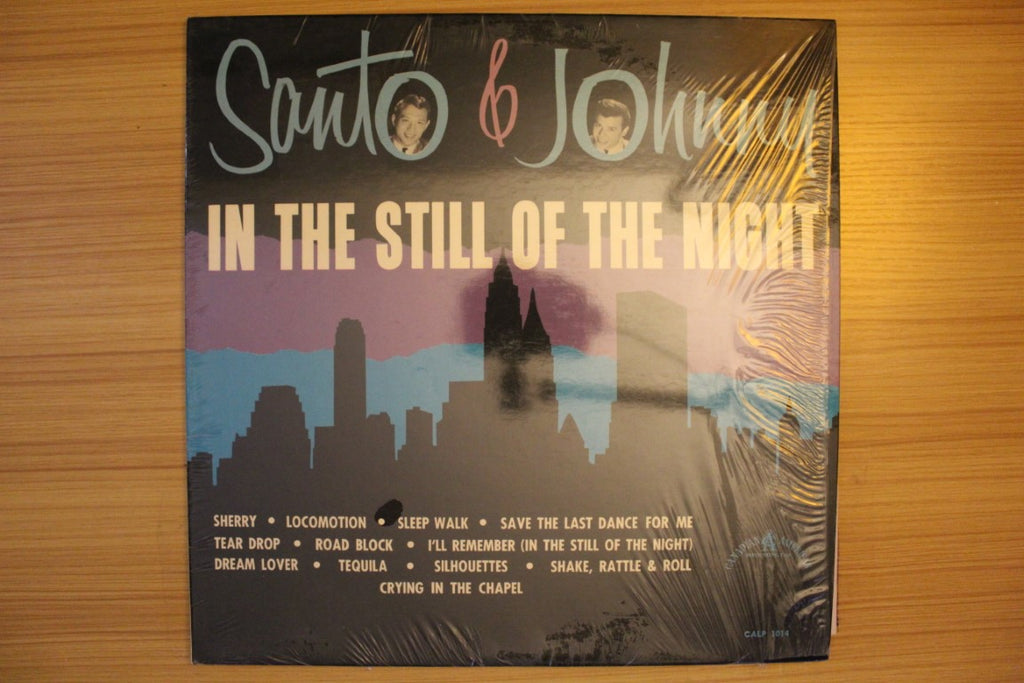 Santo & Johnny
IN THE STILL OF THE NIGHT
SHERRY • LOCOMOTION • SLEEP WALK • SAVE THE LAST DANCE FOR ME
TEAR DROP • ROAD BLOCK • I'LL REMEMBER (IN THE STILL OF THE NIGHT)
DREAM LOVER • TEQUILA • SILHOUETTES • SHAKE, RATTLE & ROLL
CRYING IN THE CHAPEL
CALP 1014